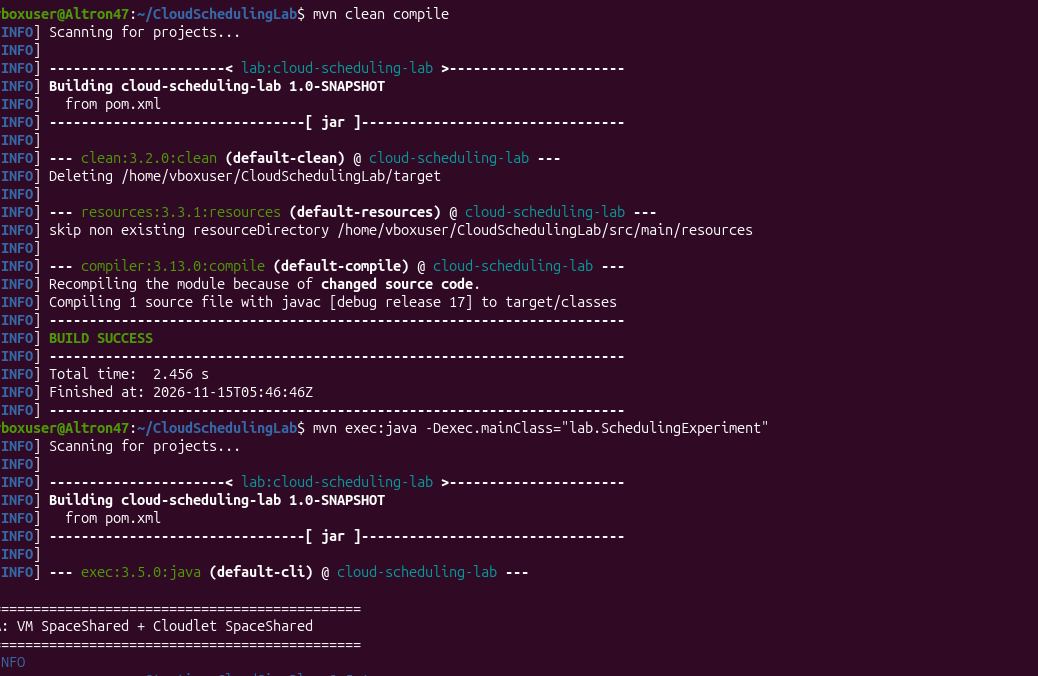 boxuser@Altron47:~/CloudSchedulingLab$ mvn clean compile
INFO] Scanning for projects...
INFO]
INFO] ----------------------< lab:cloud-scheduling-lab >----------------------
INFO] Building cloud-scheduling-lab 1.0-SNAPSHOT
INFO]   from pom.xml
INFO] --------------------------------[ jar ]---------------------------------
INFO]
INFO] --- clean:3.2.0:clean (default-clean) @ cloud-scheduling-lab ---
INFO] Deleting /home/vboxuser/CloudSchedulingLab/target
INFO]
INFO] --- resources:3.3.1:resources (default-resources) @ cloud-scheduling-lab ---
INFO] skip non existing resourceDirectory /home/vboxuser/CloudSchedulingLab/src/main/resources
INFO]
INFO] --- compiler:3.13.0:compile (default-compile) @ cloud-scheduling-lab ---
INFO] Recompiling the module because of changed source code.
INFO] Compiling 1 source file with javac [debug release 17] to target/classes
INFO] ------------------------------------------------------------------------
INFO] BUILD SUCCESS
INFO] ------------------------------------------------------------------------
INFO] Total time:  2.456 s
INFO] Finished at: 2026-11-15T05:46:46Z
INFO] ------------------------------------------------------------------------
boxuser@Altron47:~/CloudSchedulingLab$ mvn exec:java -Dexec.mainClass="lab.SchedulingExperiment"
INFO] Scanning for projects...
INFO]
INFO] ----------------------< lab:cloud-scheduling-lab >----------------------
INFO] Building cloud-scheduling-lab 1.0-SNAPSHOT
INFO]   from pom.xml
INFO] --------------------------------[ jar ]---------------------------------
INFO]
INFO] --- exec:3.5.0:java (default-cli) @ cloud-scheduling-lab ---
=============================================
: VM SpaceShared + Cloudlet SpaceShared
=============================================
NFO